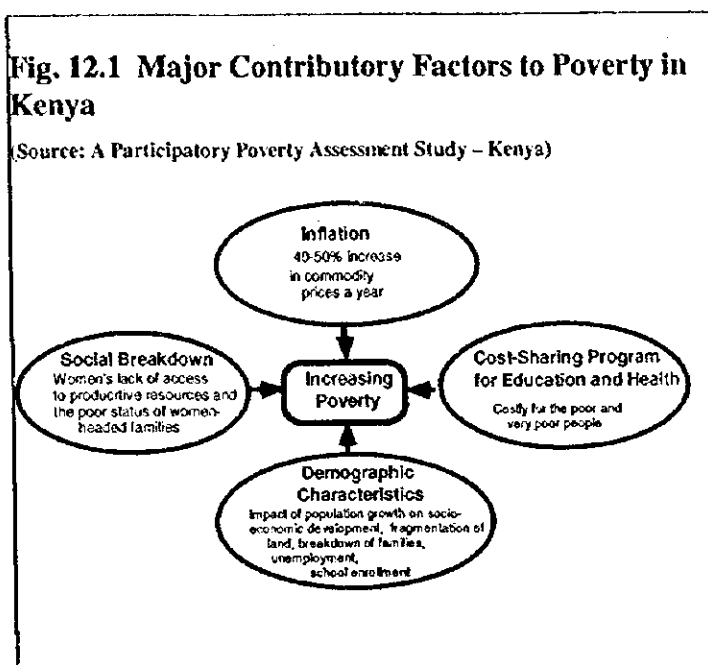 Fig. 12.1 Major Contributory Factors to Poverty in
Kenya
(Source: A Participatory Poverty Assessment Study – Kenya)
Inflation
40-50% increase
in commodity
prices a year
Social Breakdown
Women's lack of access
to productive resources and
the poor status of women-
headed families
Increasing
Poverty
Cost-Sharing Program
for Education and Health
Costly for the poor and
very poor people
Demographic
Characteristics
Impact of population growth on socio-
economic development, fragmentation of
land, breakdown of families,
unemployment,
school enrollment